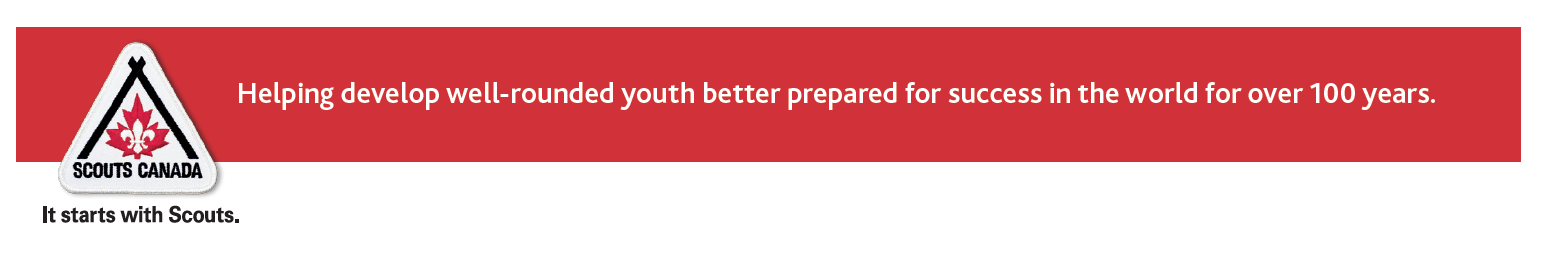 Helping develop well-rounded youth better prepared for success in the world for over 100 years.
SCOUTS CANADA
It starts with Scouts.